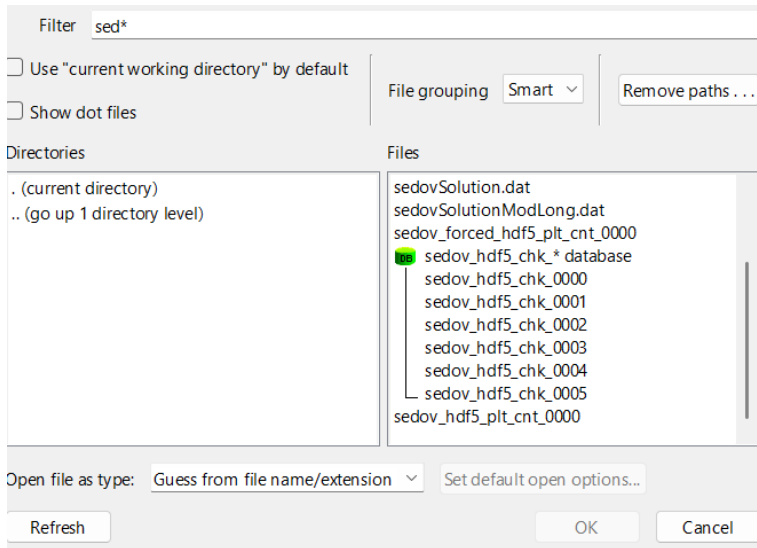 Filter sed*
Use "current working directory" by default
Show dot files
File grouping Smart
Remove paths . . .
Directories
. (current directory)
.. (go up 1 directory level)
Files
sedovSolution.dat
sedovSolutionModLong.dat
sedov_forced_hdf5_plt_cnt_0000
DB sedov_hdf5_chk_* database
sedov_hdf5_chk_0000
sedov_hdf5_chk_0001
sedov_hdf5_chk_0002
sedov_hdf5_chk_0003
sedov_hdf5_chk_0004
sedov_hdf5_chk_0005
sedov_hdf5_plt_cnt_0000
Open file as type: Guess from file name/extension
Set default open options...
Refresh
OK
Cancel